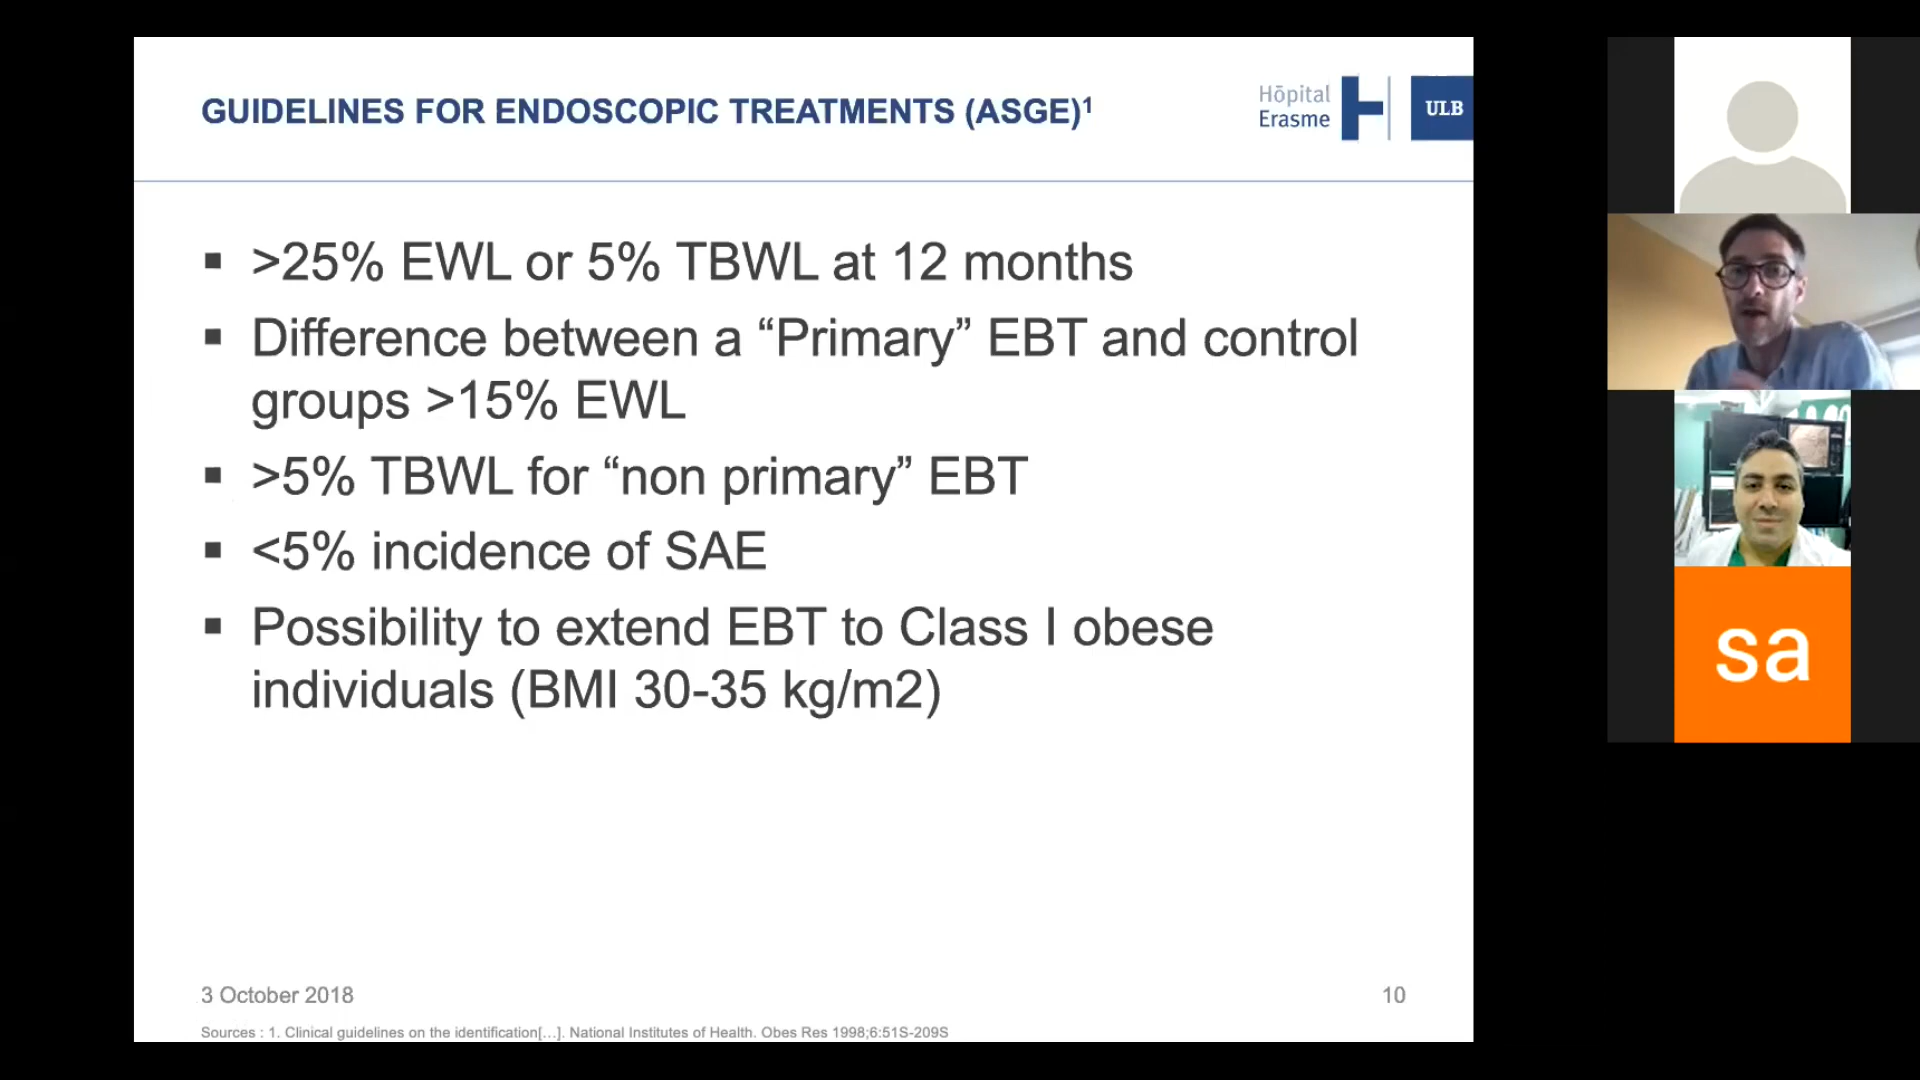 GUIDELINES FOR ENDOSCOPIC TREATMENTS (ASGE)¹
Hōpital
Erasme
ULB
▪ >25% EWL or 5% TBWL at 12 months
▪ Difference between a “Primary” EBT and control
groups >15% EWL
▪ >5% TBWL for “non primary” EBT
▪ <5% incidence of SAE
▪ Possibility to extend EBT to Class I obese
individuals (BMI 30-35 kg/m2)
3 October 2018
10
Sources : 1. Clinical guidelines on the identification[…]. National Institutes of Health. Obes Res 1998;6:51S-209S
sa